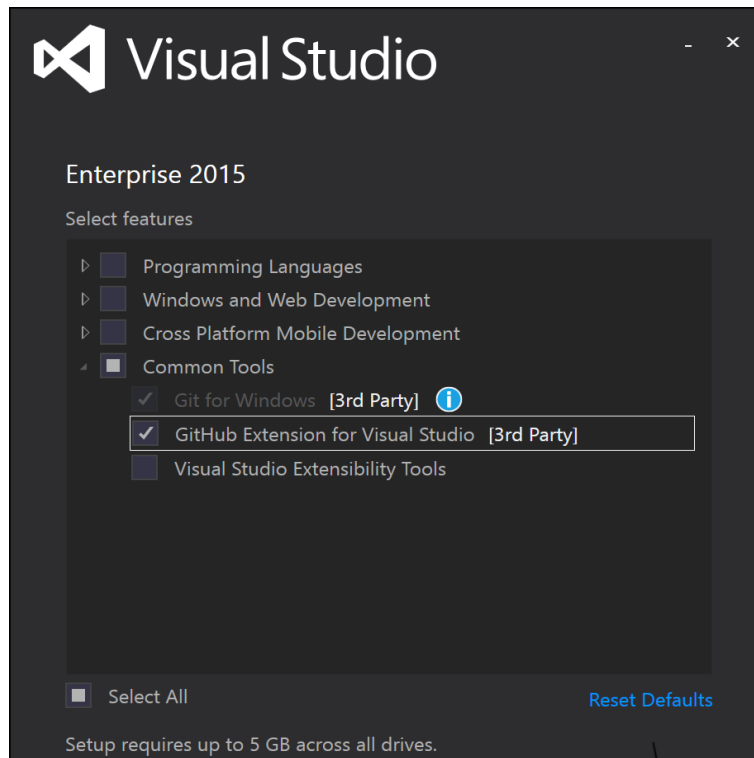 Visual Studio
Enterprise 2015
Select features
Programming Languages
Windows and Web Development
Cross Platform Mobile Development
Common Tools
Git for Windows [3rd Party]
GitHub Extension for Visual Studio [3rd Party]
Visual Studio Extensibility Tools
Select All
Reset Defaults
Setup requires up to 5 GB across all drives.